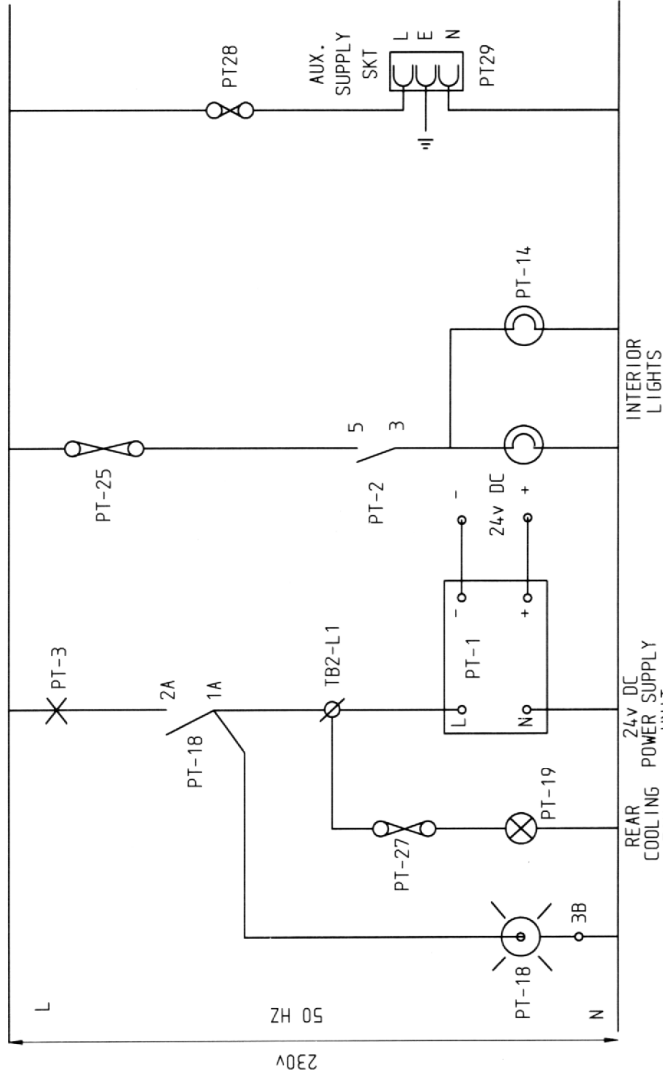 L
230v
50 HZ
N
PT-3
2A
1A
PT-18
TB2-L1
PT-27
PT-19
PT-18
3B
L
N
PT-1
-
+
-
24v DC
+
REAR
COOLING
24v DC
POWER SUPPLY
PT-25
5
3
PT-2
PT-14
INTERIOR
LIGHTS
PT28
AUX.
SUPPLY
SKT
L
E
N
PT29